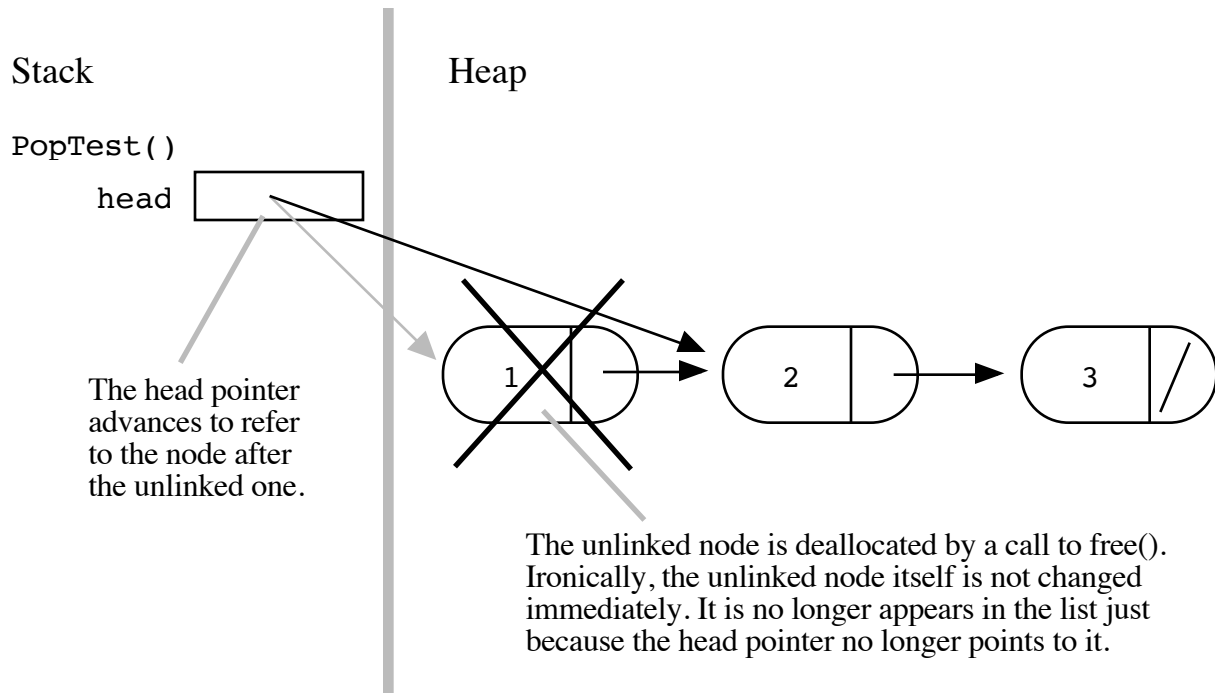 Stack
Heap
PopTest()
head
1
2
3
The head pointer
advances to refer
to the node after
the unlinked one.
The unlinked node is deallocated by a call to free().
Ironically, the unlinked node itself is not changed
immediately. It is no longer appears in the list just
because the head pointer no longer points to it.